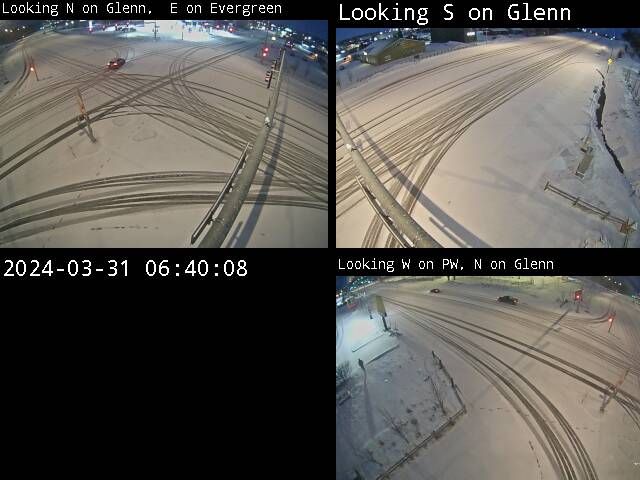 Looking N on Glenn, E on Evergreen
Looking S on Glenn
2024-03-31 06:40:08
Looking W on PW, N on Glenn